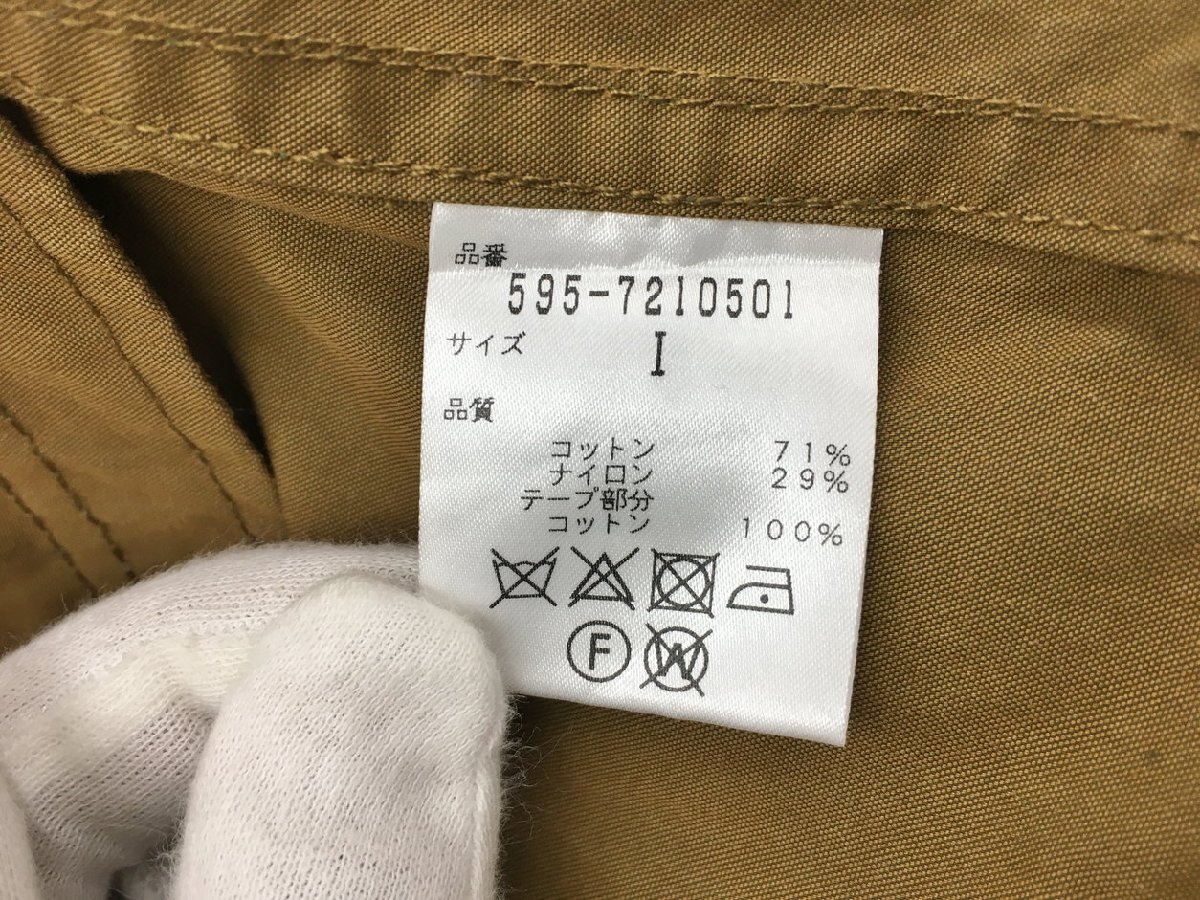 品番
595-7210501
サイズ I
品質
コットン 71%
ナイロン 29%
テープ部分
コットン 100%
F W